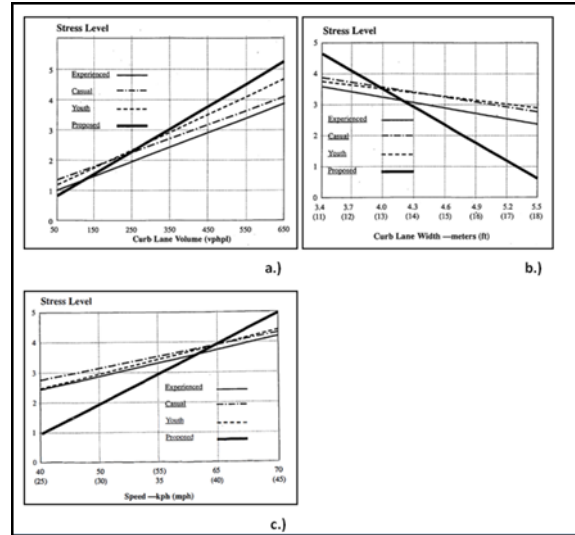 Stress Level
5
4
3
2
1
0
Experienced
Casual
Youth
Proposed
50 150 250 350 450 550 650
Curb Lane Volume (vphpl)
a.)
Stress Level
5
4
3
2
1
0
Experienced
Casual
Youth
Proposed
3.4 3.7 4.0 4.3 4.6 4.9 5.2 5.5
(11) (12) (13) (14) (15) (16) (17) (18)
Curb Lane Width —meters (ft)
b.)
Stress Level
5
4
3
2
1
0
Experienced
Casual
Youth
Proposed
40 50 (55) 65 70
(25) (30) 35 (40) (45)
Speed —kph (mph)
c.)